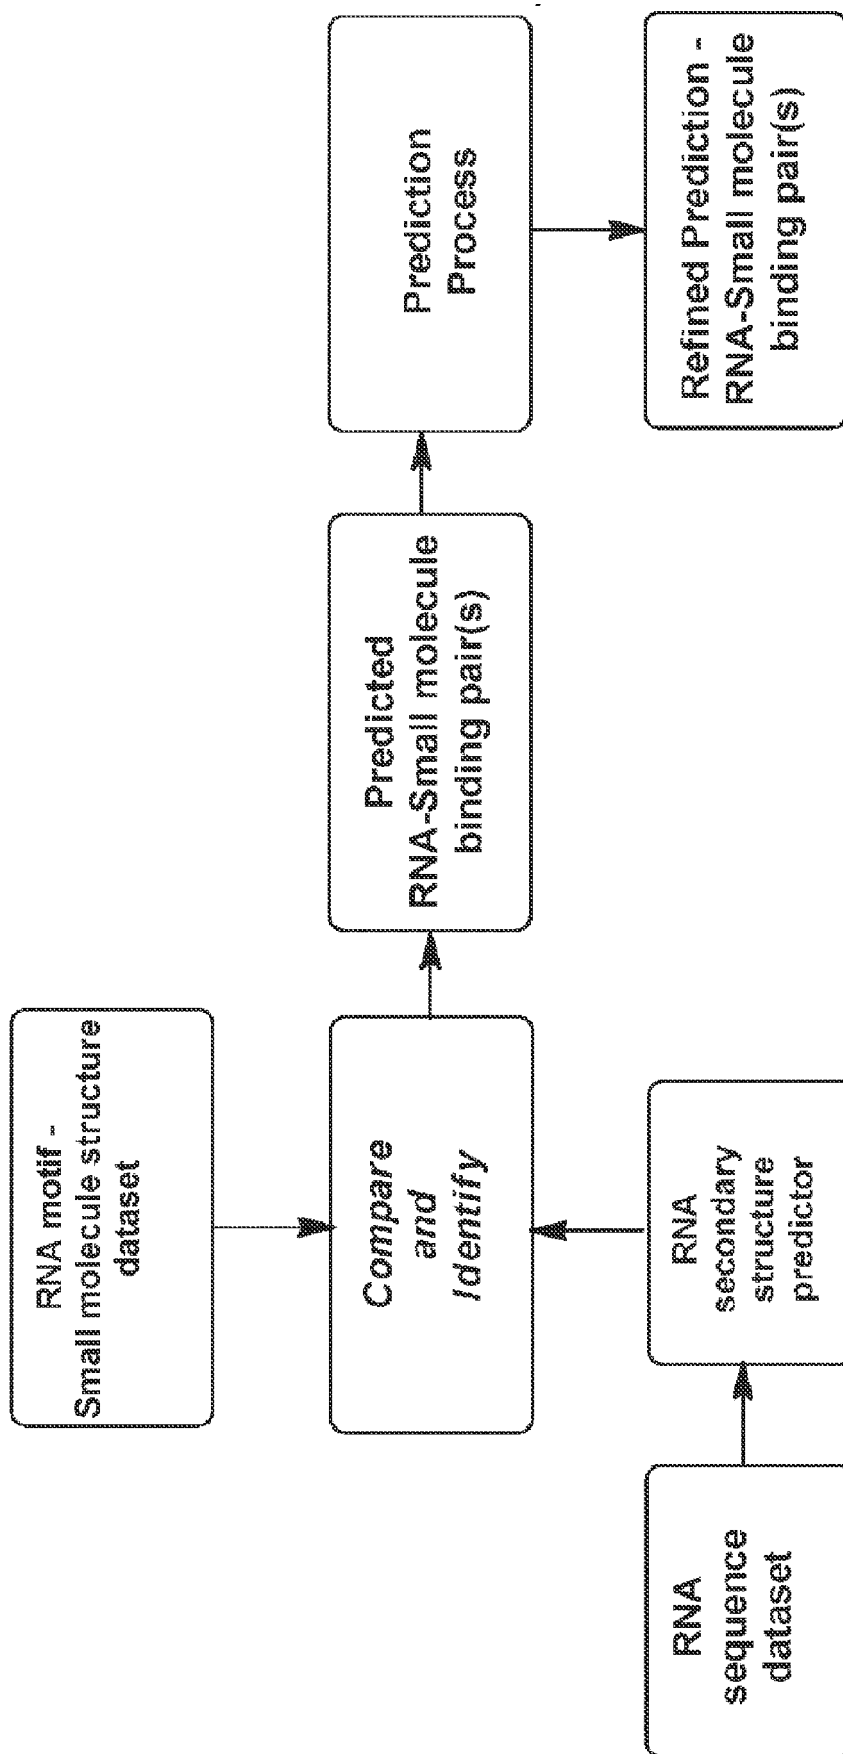 RNA motif -
Small molecule structure
dataset
RNA
sequence
dataset
RNA
secondary
structure
predictor
Compare
and
Identify
Predicted
RNA-Small molecule
binding pair(s)
Prediction
Process
Refined Prediction -
RNA-Small molecule
binding pair(s)